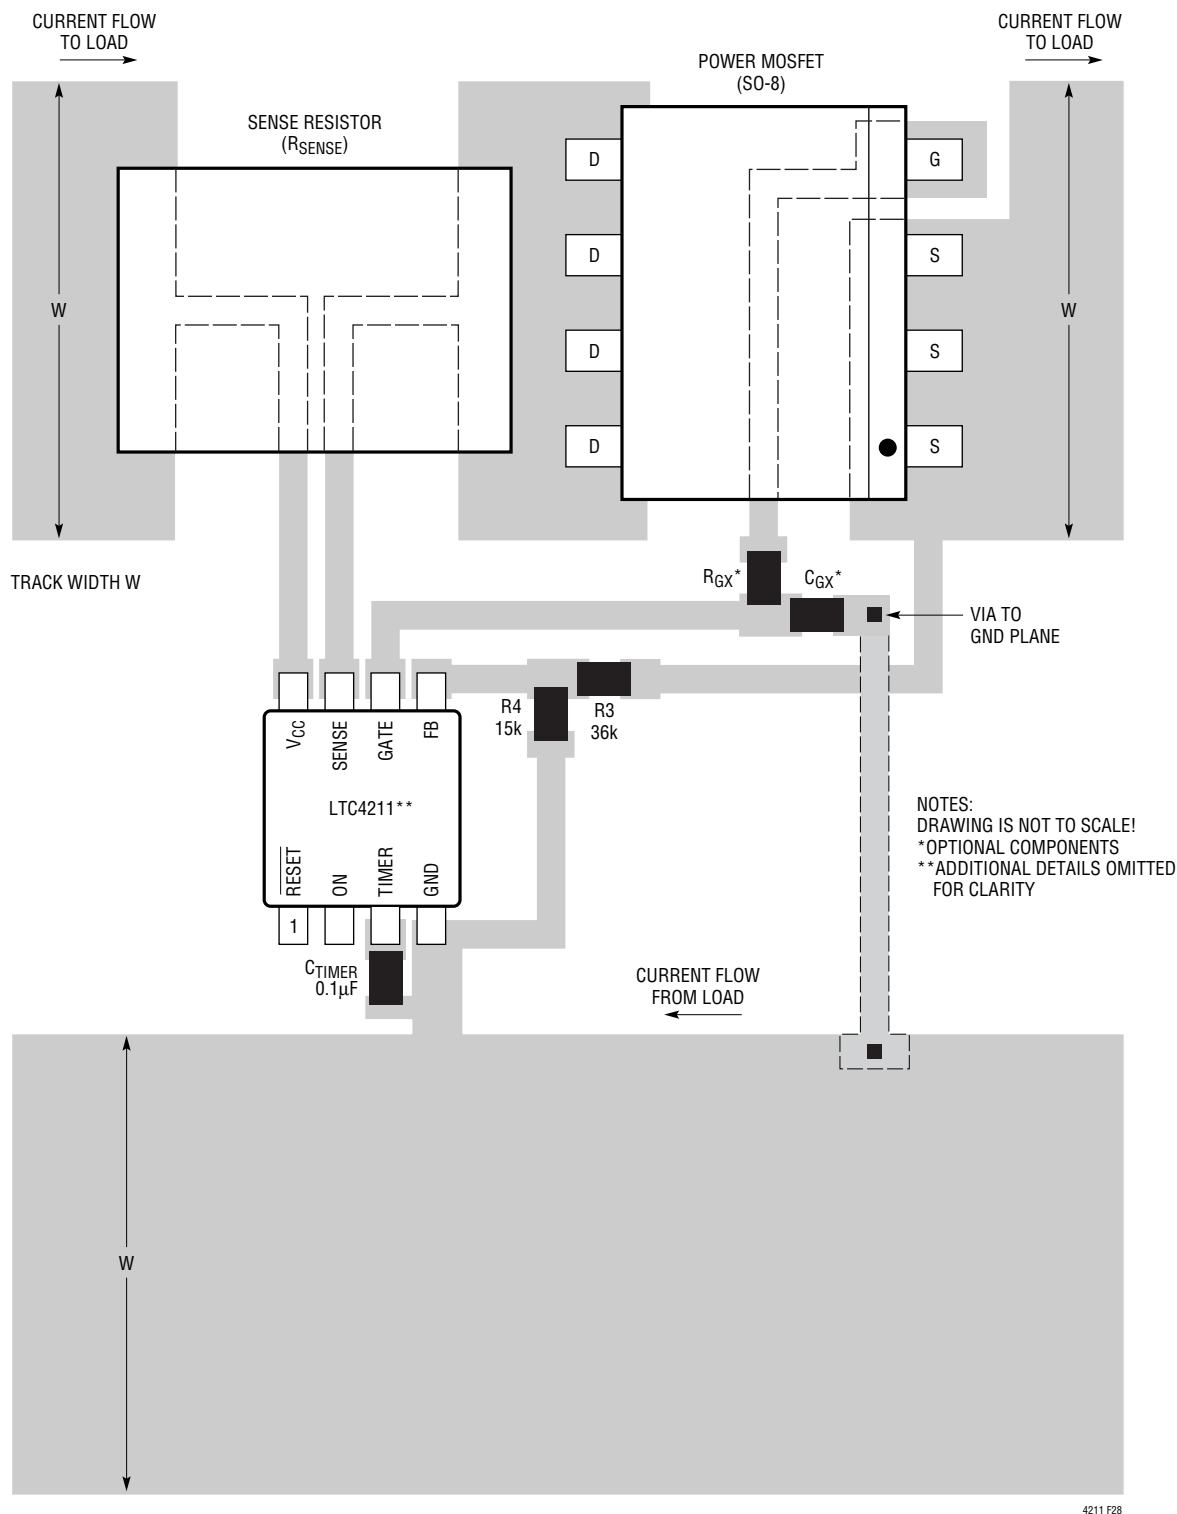 CURRENT FLOW
TO LOAD
CURRENT FLOW
TO LOAD
POWER MOSFET
(SO-8)
SENSE RESISTOR
(RSENSE)
D
G
D
S
W
W
D
S
D
S
TRACK WIDTH W
RGX*
CGX*
VIA TO
GND PLANE
R4
15k
R3
36k
VCC
SENSE
GATE
FB
LTC4211**
RESET
ON
TIMER
GND
1
NOTES:
DRAWING IS NOT TO SCALE!
*OPTIONAL COMPONENTS
**ADDITIONAL DETAILS OMITTED
FOR CLARITY
CTIMER
0.1µF
CURRENT FLOW
FROM LOAD
W
4211 F28